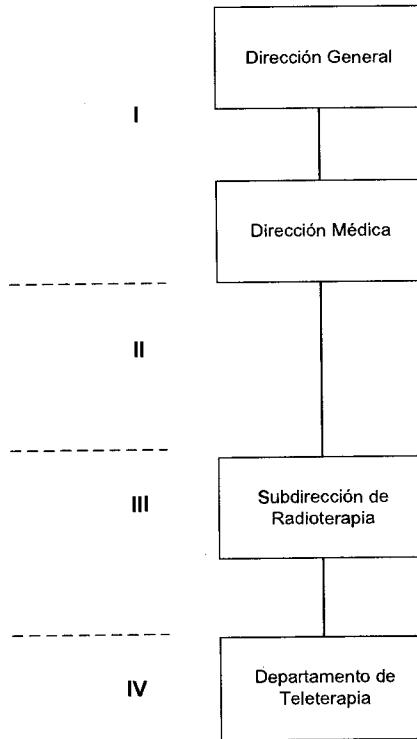 Dirección General
I
Dirección Médica
II
III
Subdirección de
Radioterapia
IV
Departamento de
Teleterapia